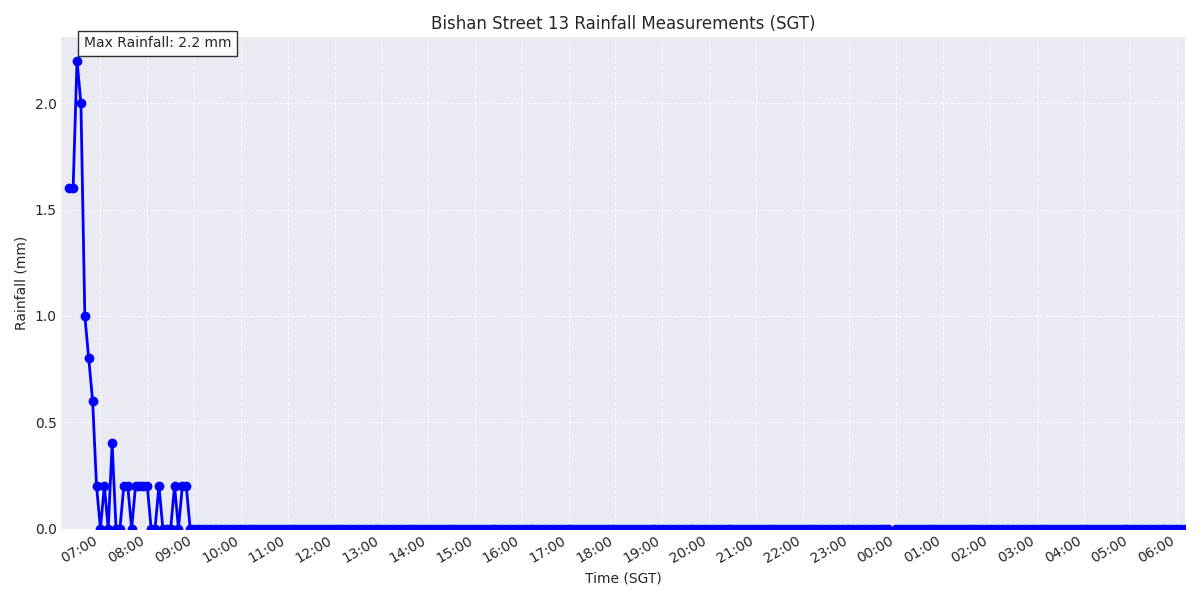 Bishan Street 13 Rainfall Measurements (SGT)
Max Rainfall: 2.2 mm
Rainfall (mm)
2.0
1.5
1.0
0.5
0.0
07:00 08:00 09:00 10:00 11:00 12:00 13:00 14:00 15:00 16:00 17:00 18:00 19:00 20:00 21:00 22:00 23:00 00:00 01:00 02:00 03:00 04:00 05:00 06:00
Time (SGT)